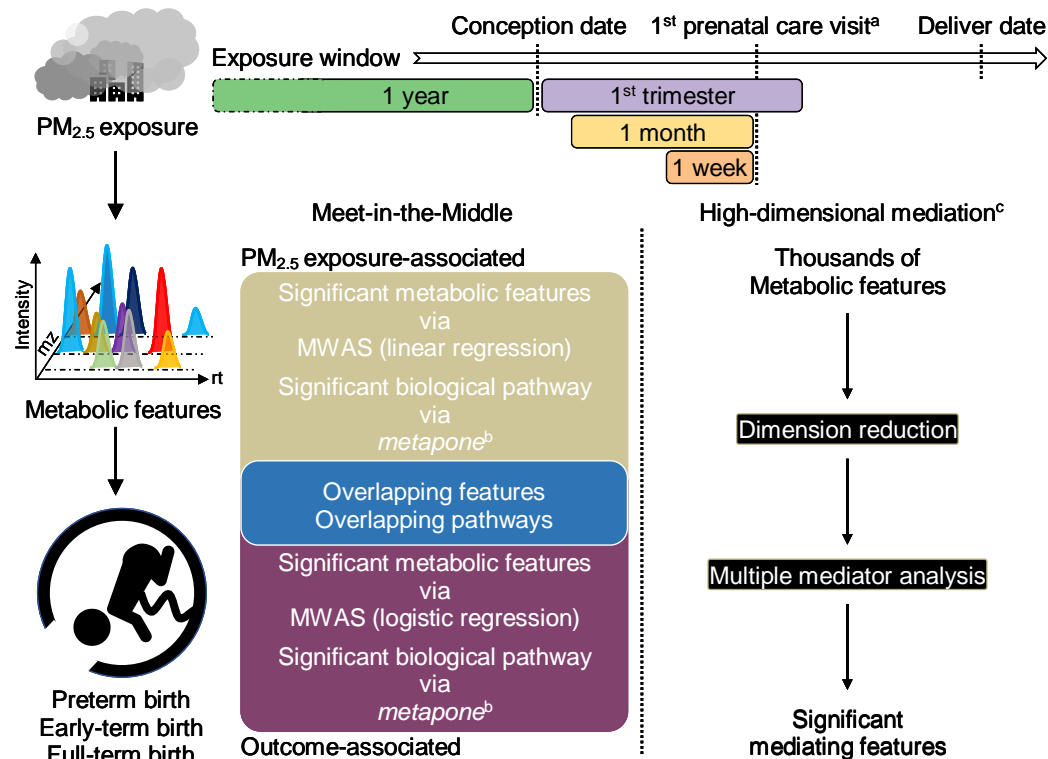 Conception date
1st prenatal care visitᵃ
Deliver date
Exposure window
1 year
1st trimester
1 month
1 week
PM2.5 exposure
Intensity
mz
rt
Metabolic features
Preterm birth
Early-term birth
Full-term birth
Meet-in-the-Middle
PM2.5 exposure-associated
Significant metabolic features
via
MWAS (linear regression)
Significant biological pathway
via
metaponeᵇ
Overlapping features
Overlapping pathways
Significant metabolic features
via
MWAS (logistic regression)
Significant biological pathway
via
metaponeᵇ
Outcome-associated
High-dimensional mediationᶜ
Thousands of
Metabolic features
Dimension reduction
Multiple mediator analysis
Significant
mediating features